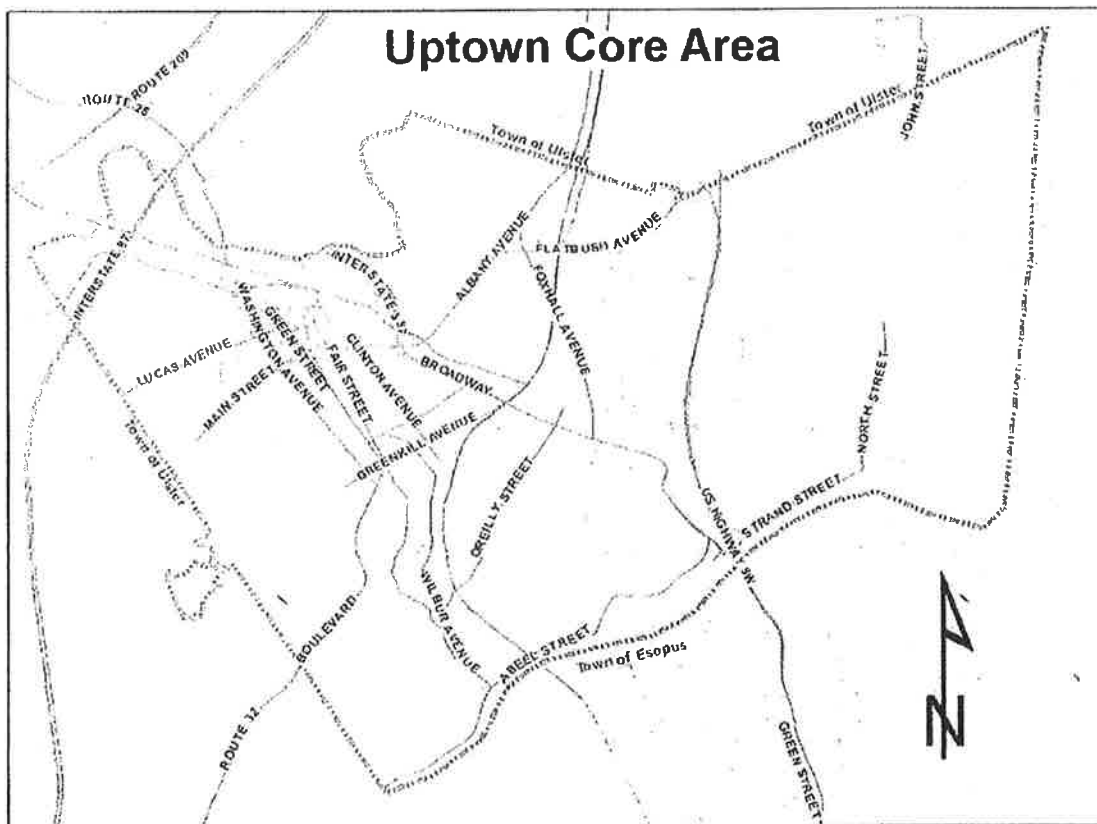 Uptown Core Area
ROUTE 209
ROUTE 28
JOHN STREET
Town of Ulster
Town of Ulster
INTERSTATE 87
ALBANY AVENUE
FLATBUSH AVENUE
INTERSTATE
FOXHALL AVENUE
WASHINGTON AVENUE
GREEN STREET
FAIR STREET
CLINTON AVENUE
BROADWAY
LUCAS AVENUE
MAIN STREET
NORTH STREET
Town of Ulster
GREENKILL AVENUE
OREILLY STREET
US HIGHWAY 9W
STRAND STREET
WILBUR AVENUE
BOULEVARD
ABEEL STREET
Town of Esopus
ROUTE 32
GREEN STREET
N